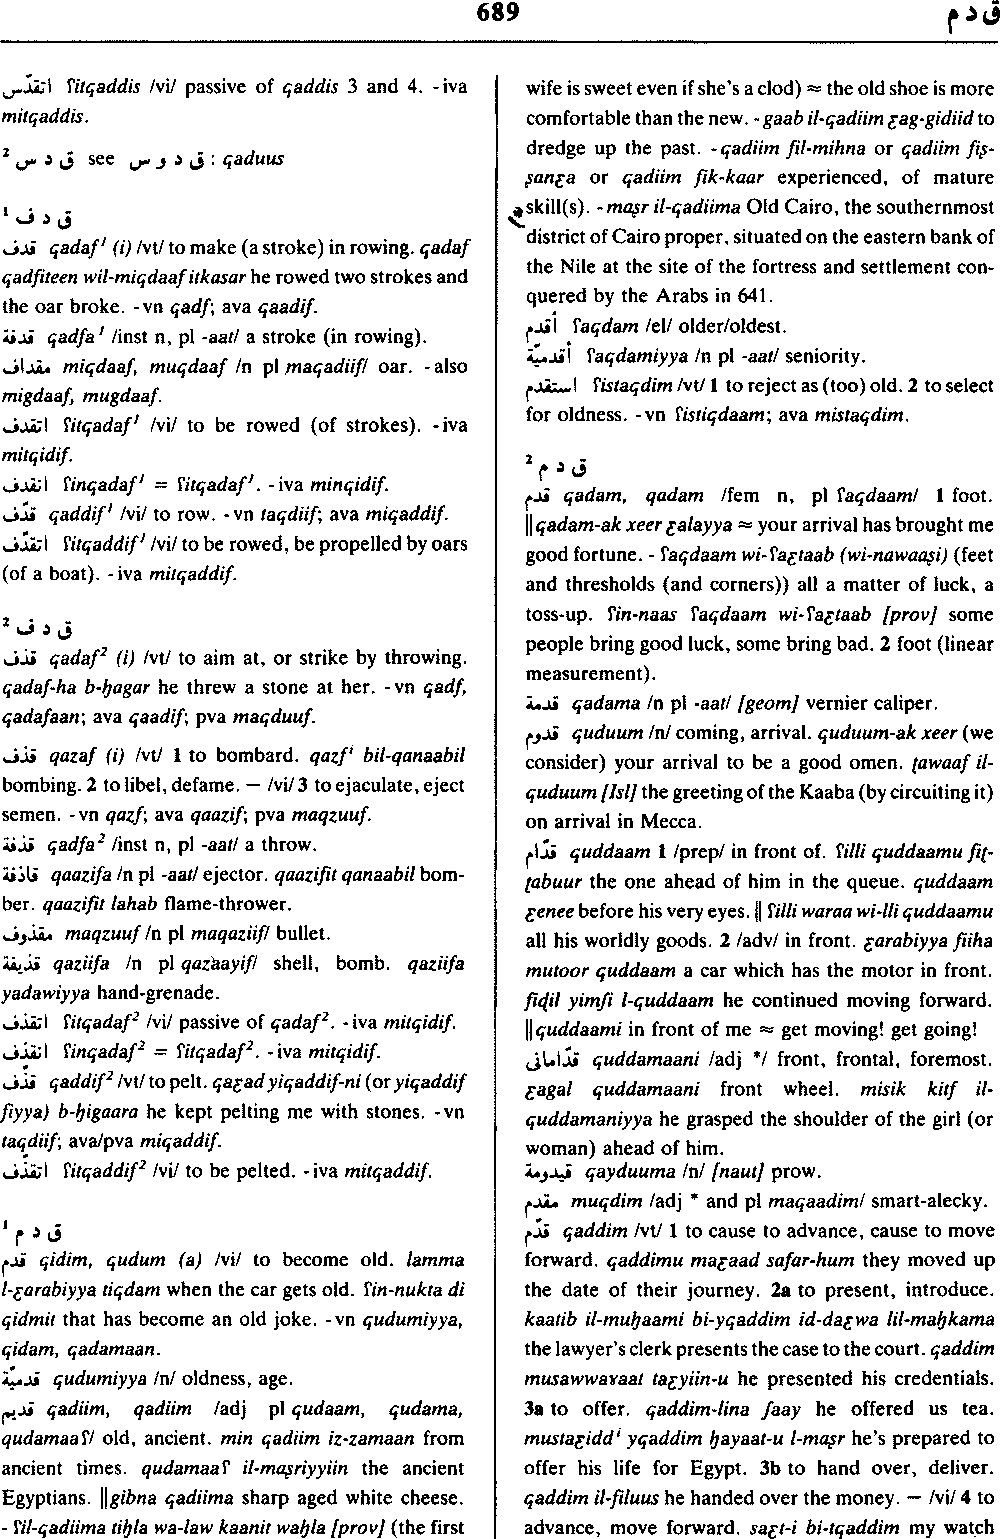 689
ق د م
اتقدّس ʕitqaddis /vi/ passive of qaddis 3 and 4. -iva
mitqaddis.
² ق د س see ق د و س : qaduus
¹ ق د ف
قدف qadaf¹ (i) /vt/ to make (a stroke) in rowing. qadaf
qadfiteen wil-miqdaaf itkasar he rowed two strokes and
the oar broke. -vn qadf; ava qaadif.
قدفة qadfa¹ /inst n, pl -aat/ a stroke (in rowing).
مقداف miqdaaf, muqdaaf /n pl maqadiif/ oar. -also
migdaaf, mugdaaf.
اتقدف ʕitqadaf¹ /vi/ to be rowed (of strokes). -iva
mitqidif.
انقدف ʕinqadaf¹ = ʕitqadaf¹. -iva minqidif.
قدّف qaddif¹ /vi/ to row. -vn taqdiif; ava miqaddif.
اتقدّف ʕitqaddif¹ /vi/ to be rowed, be propelled by oars
(of a boat). -iva mitqaddif.
² ق د ف
قدف qadaf² (i) /vt/ to aim at, or strike by throwing.
qadaf-ha b-ḥagar he threw a stone at her. -vn qadf,
qadafaan; ava qaadif; pva maqduuf.
قذف qazaf (i) /vt/ 1 to bombard. qazfⁱ bil-qanaabil
bombing. 2 to libel, defame. — /vi/ 3 to ejaculate, eject
semen. -vn qazf; ava qaazif; pva maqzuuf.
قذفة qadfa² /inst n, pl -aat/ a throw.
قاذفة qaazifa /n pl -aat/ ejector. qaazifit qanaabil bom-
ber. qaazifit lahab flame-thrower.
مقذوف maqzuuf /n pl maqaziif/ bullet.
قذيفة qaziifa /n pl qazaayif/ shell, bomb. qaziifa
yadawiyya hand-grenade.
اتقذف ʕitqadaf² /vi/ passive of qadaf². -iva mitqidif.
انقذف ʕinqadaf² = ʕitqadaf². -iva mitqidif.
قذّف qaddif² /vt/ to pelt. qaƹad yiqaddif-ni (or yiqaddif
fiyya) b-ḥigaara he kept pelting me with stones. -vn
taqdiif; ava/pva miqaddif.
اتقذّف ʕitqaddif² /vi/ to be pelted. -iva mitqaddif.
¹ ق د م
قدم qidim, qudum (a) /vi/ to become old. lamma
l-ƹarabiyya tiqdam when the car gets old. ʕin-nukta di
qidmit that has become an old joke. -vn qudumiyya,
qidam, qadamaan.
قدميّة qudumiyya /n/ oldness, age.
قديم qadiim, qadiim /adj pl qudaam, qudama,
qudamaaʕ/ old, ancient. min qadiim iz-zamaan from
ancient times. qudamaaʕ il-maṣriyyiin the ancient
Egyptians. ‖gibna qadiima sharp aged white cheese.
- ʕil-qadiima tiḥla wa-law kaanit waḥla [prov] (the first
wife is sweet even if she's a clod) ≈ the old shoe is more
comfortable than the new. -gaab il-qadiim ƹag-gidiid to
dredge up the past. -qadiim fil-mihna or qadiim fiṣ-
ṣanƹa or qadiim fik-kaar experienced, of mature
skill(s). -maṣr il-qadiima Old Cairo, the southernmost
district of Cairo proper, situated on the eastern bank of
the Nile at the site of the fortress and settlement con-
quered by the Arabs in 641.
أقدم ʕaqdam /el/ older/oldest.
أقدميّة ʕaqdamiyya /n pl -aat/ seniority.
استقدم ʕistaqdim /vt/ 1 to reject as (too) old. 2 to select
for oldness. -vn ʕistiqdaam; ava mistaqdim.
² ق د م
قدم qadam, qadam /fem n, pl ʕaqdaam/ 1 foot.
‖qadam-ak xeer ƹalayya ≈ your arrival has brought me
good fortune. - ʕaqdaam wi-ʕaƹtaab (wi-nawaaṣi) (feet
and thresholds (and corners)) all a matter of luck, a
toss-up. ʕin-naas ʕaqdaam wi-ʕaƹtaab [prov] some
people bring good luck, some bring bad. 2 foot (linear
measurement).
قدمة qadama /n pl -aat/ [geom] vernier caliper.
قدوم quduum /n/ coming, arrival. quduum-ak xeer (we
consider) your arrival to be a good omen. ṭawaaf il-
quduum [Isl] the greeting of the Kaaba (by circuiting it)
on arrival in Mecca.
قدّام quddaam 1 /prep/ in front of. ʕilli quddaamu fiṭ-
ṭabuur the one ahead of him in the queue. quddaam
ƹenee before his very eyes. ‖ ʕilli waraa wi-lli quddaamu
all his worldly goods. 2 /adv/ in front. ƹarabiyya fiiha
mutoor quddaam a car which has the motor in front.
fiḍil yimʃi l-quddaam he continued moving forward.
‖quddaami in front of me ≈ get moving! get going!
قدّامانى quddamaani /adj */ front, frontal, foremost.
ƹagal quddamaani front wheel. misik kitf il-
quddamaniyya he grasped the shoulder of the girl (or
woman) ahead of him.
قيدومة qayduuma /n/ [naut] prow.
مقدم muqdim /adj * and pl maqaadim/ smart-alecky.
قدّم qaddim /vt/ 1 to cause to advance, cause to move
forward. qaddimu maƹaad safar-hum they moved up
the date of their journey. 2a to present, introduce.
kaatib il-muḥaami bi-yqaddim id-daƹwa lil-maḥkama
the lawyer's clerk presents the case to the court. qaddim
musawwaraat taƹyiin-u he presented his credentials.
3a to offer. qaddim-lina ʃaay he offered us tea.
mustaƹiddⁱ yqaddim ḥayaat-u l-maṣr he's prepared to
offer his life for Egypt. 3b to hand over, deliver.
qaddim il-filuus he handed over the money. — /vi/ 4 to
advance, move forward. saƹt-i bi-tqaddim my watch